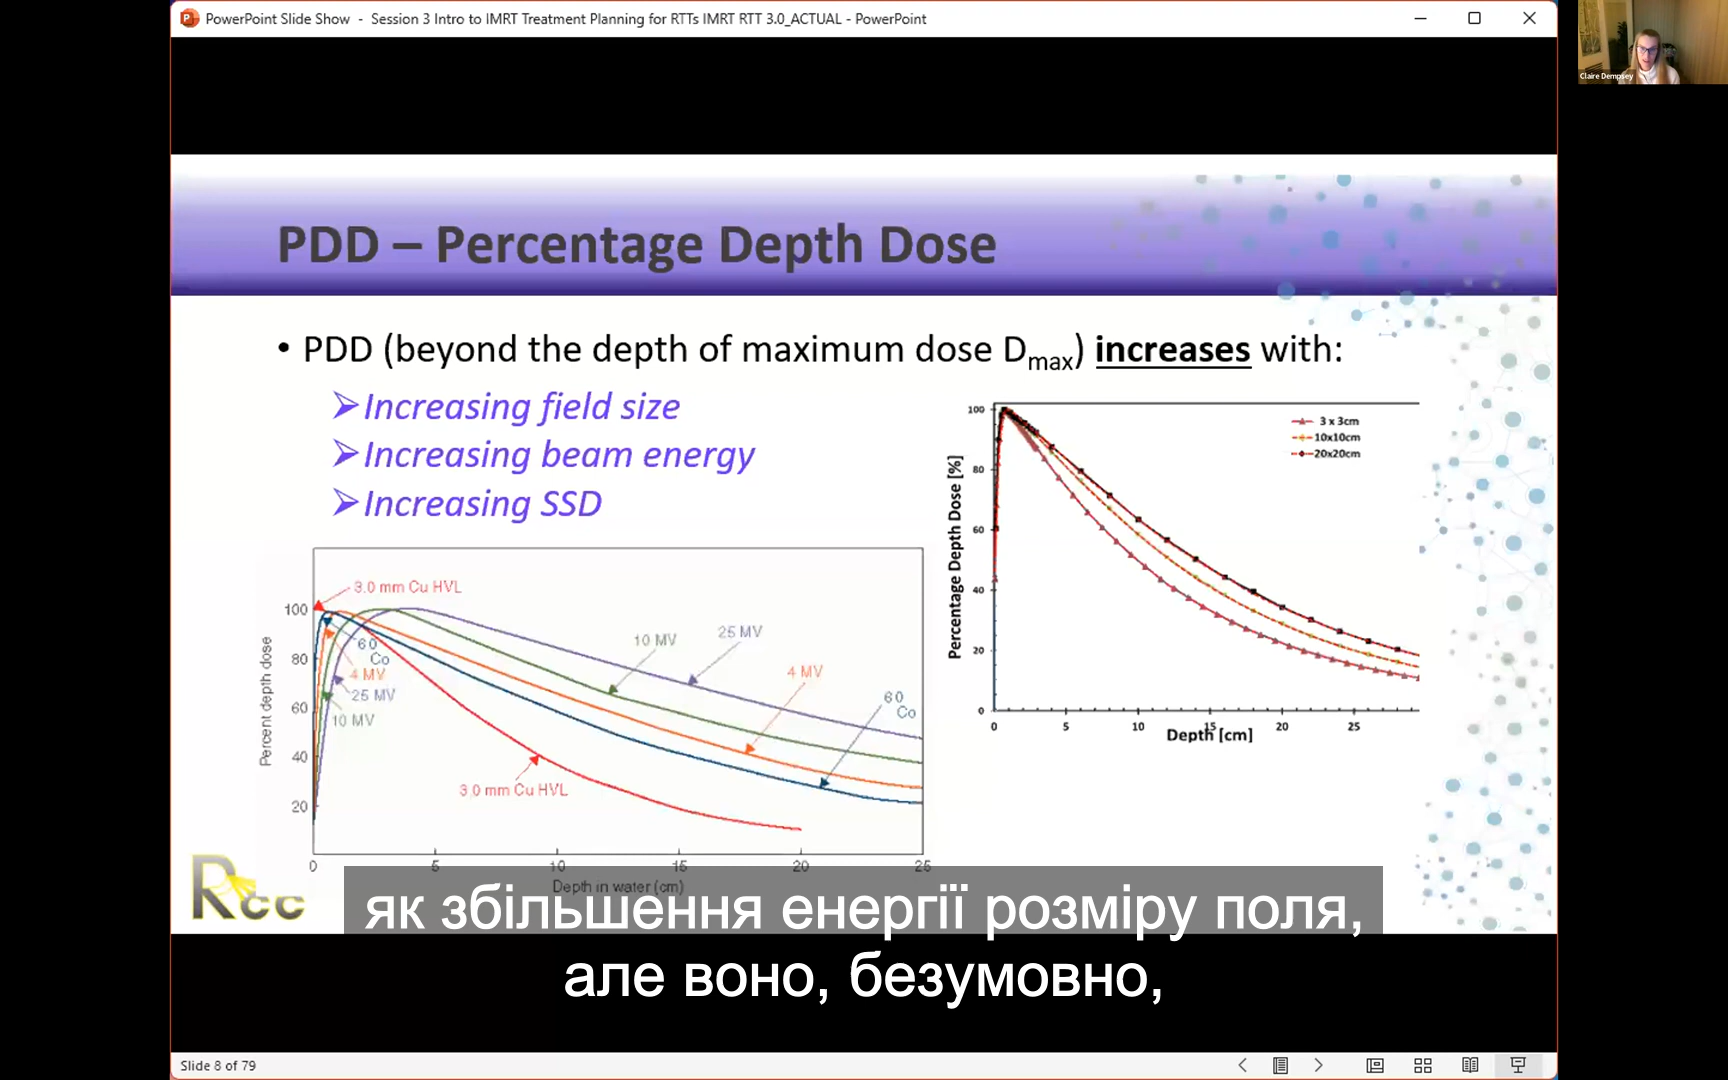 PowerPoint Slide Show - Session 3 Intro to IMRT Treatment Planning for RTTs IMRT RTT 3.0_ACTUAL - PowerPoint
Claire Dempsey
PDD – Percentage Depth Dose
• PDD (beyond the depth of maximum dose Dmax) increases with:
➢Increasing field size
➢Increasing beam energy
➢Increasing SSD
3.0 mm Cu HVL
100
80
60
40
20
Percent depth dose
60
Co
4 MV
25 MV
10 MV
10 MV
25 MV
4 MV
60
Co
3.0 mm Cu HVL
0 5 10 15 20 25
Depth in water (cm)
100
80
60
40
20
0
Percentage Depth Dose [%]
3 x 3cm
10x10cm
20x20cm
0 5 10 15 20 25
Depth [cm]
Rcc
як збільшення енергії розміру поля,
але воно, безумовно,
Slide 8 of 79